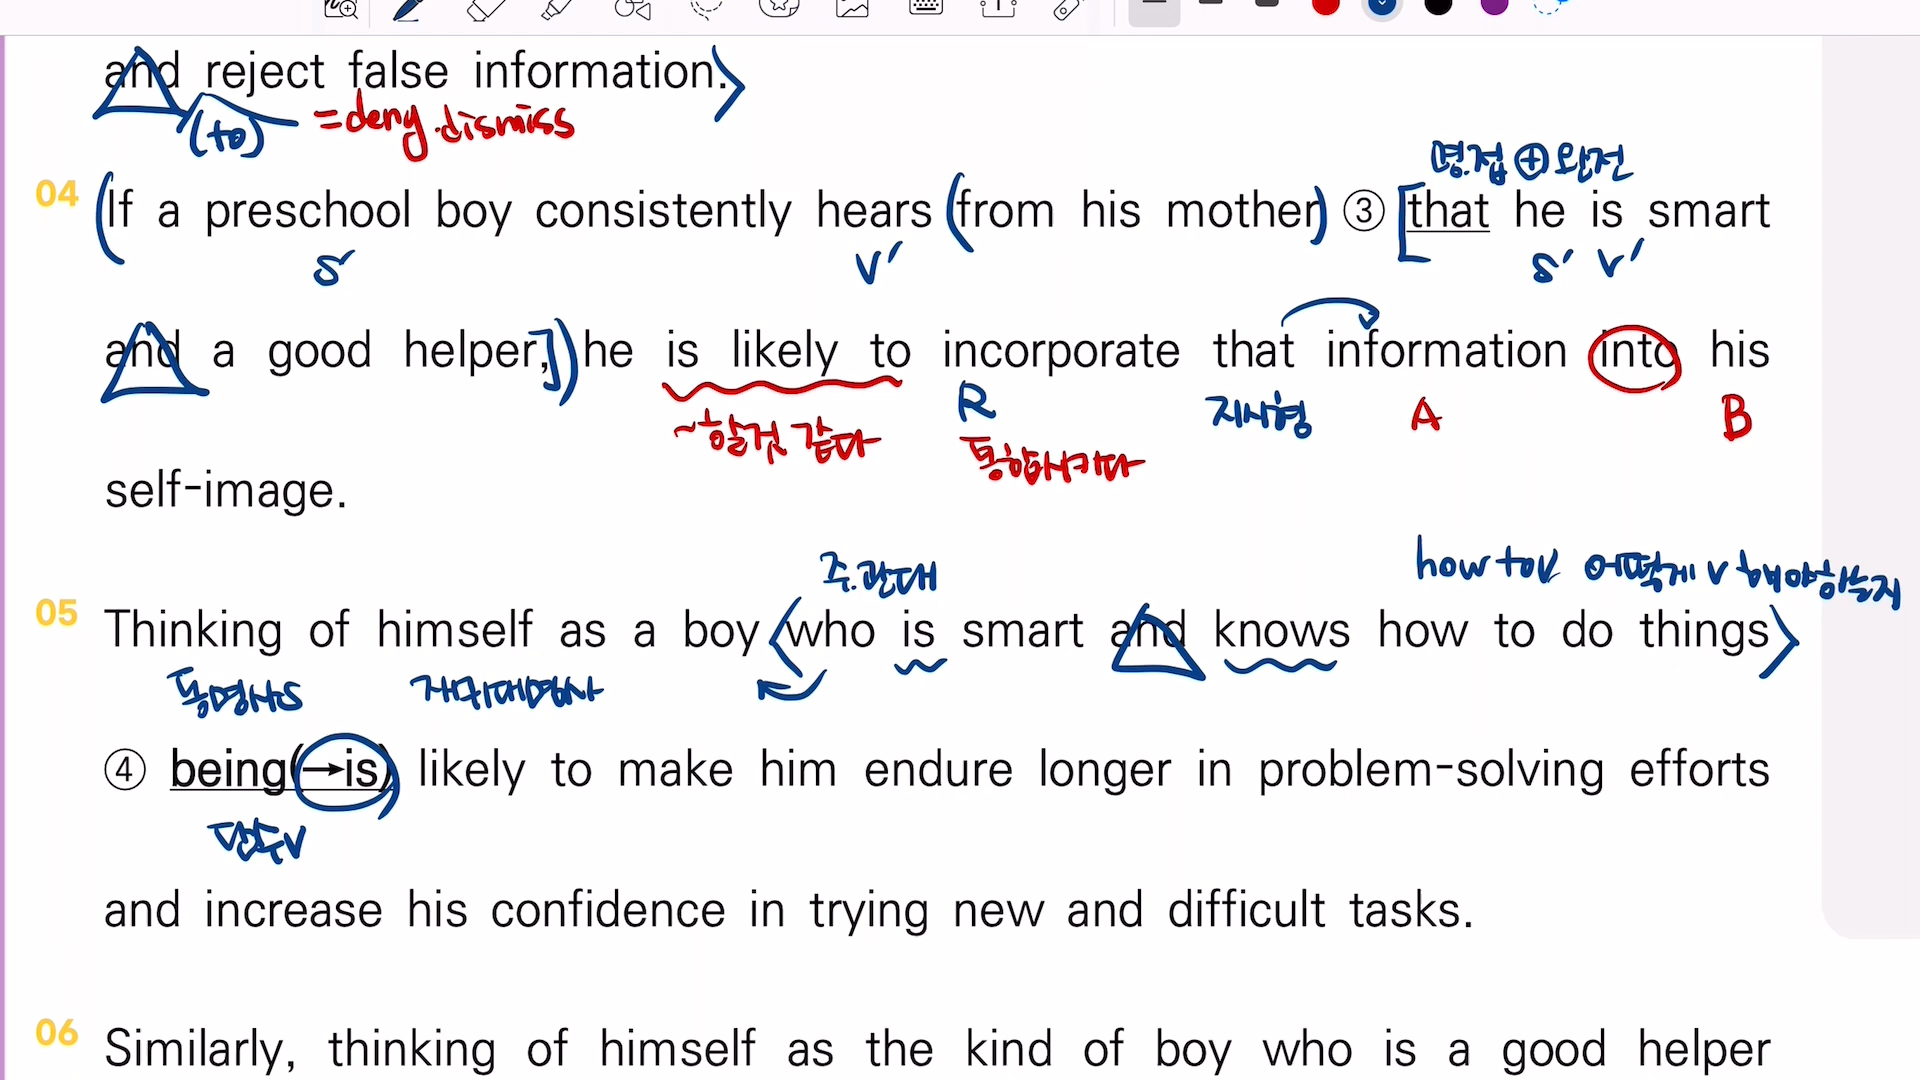 and reject false information.
(to) =deny.dismiss
명.접 ⊕ 완전
04 If a preschool boy consistently hears from his mother ③ that he is smart
s' v' s' v'
and a good helper, he is likely to incorporate that information into his
R 지시형 A B
~할것 같다 통합시키다
self-image.
주.관대 how to V 어떻게 V 해야하는지
05 Thinking of himself as a boy who is smart and knows how to do things
동명사S 재귀대명사
④ being(→is) likely to make him endure longer in problem-solving efforts
단수V
and increase his confidence in trying new and difficult tasks.
06 Similarly, thinking of himself as the kind of boy who is a good helper